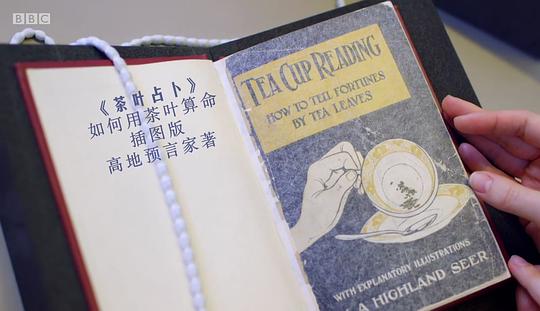 BBC
《茶叶占卜》
如何用茶叶算命
插图版
高地预言家著
TEA CUP READING
HOW TO TELL FORTUNES
BY TEA LEAVES
WITH EXPLANATORY ILLUSTRATIONS
A HIGHLAND SEER